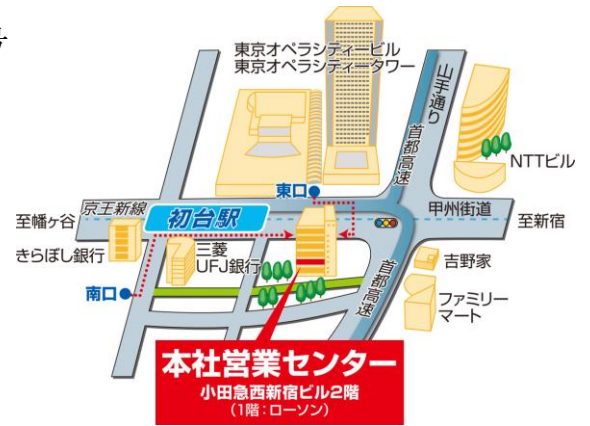 東京オペラシティービル
東京オペラシティータワー
山手通り
首都高速
NTTビル
東口
京王新線
初台駅
甲州街道
至幡ヶ谷
至新宿
きらぼし銀行
三菱
UFJ銀行
吉野家
首都高速
南口
ファミリー
マート
本社営業センター
小田急西新宿ビル2階
(1階:ローソン)